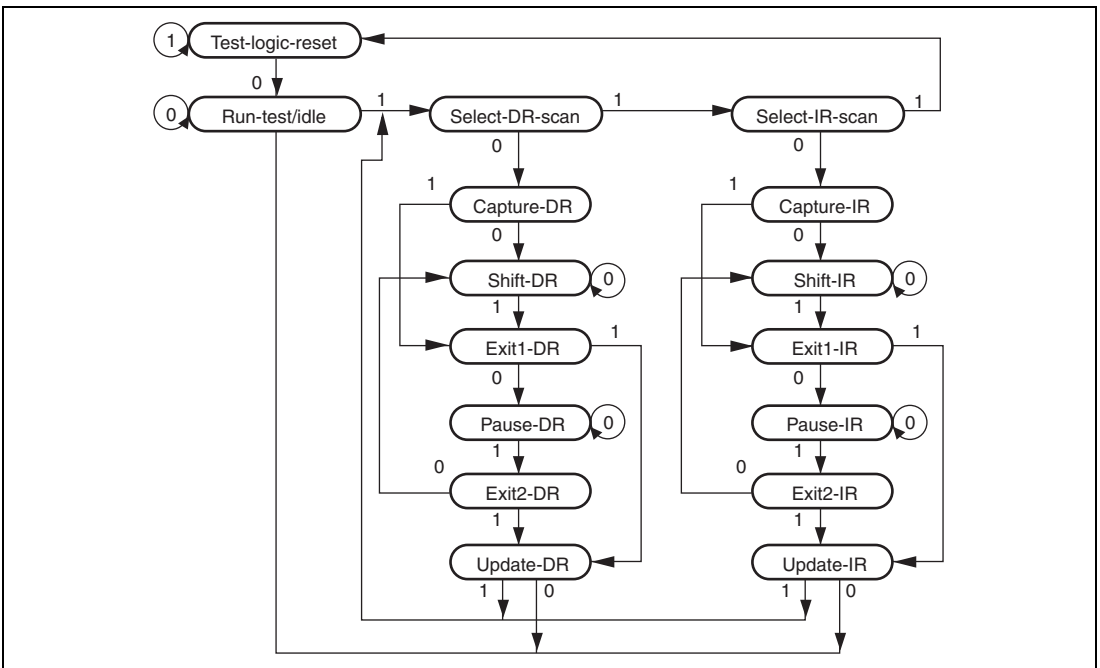 1 Test-logic-reset
0
0 Run-test/idle 1 Select-DR-scan 1 Select-IR-scan 1
0 0
1 1
Capture-DR Capture-IR
0 0
Shift-DR 0 Shift-IR 0
1 1
Exit1-DR 1 Exit1-IR 1
0 0
Pause-DR 0 Pause-IR 0
1 1
0 0
Exit2-DR Exit2-IR
1 1
Update-DR Update-IR
1 0 1 0